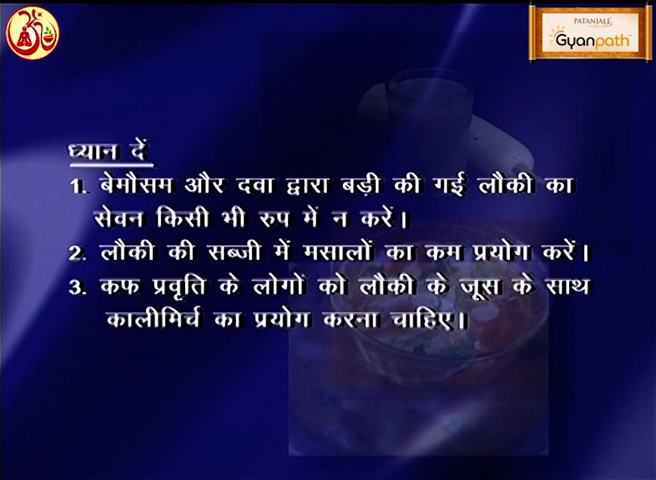 PATANJALI
Gyanpath
ध्यान दें
1. बेमौसम और दवा द्वारा बड़ी की गई लौकी का
सेवन किसी भी रुप में न करें।
2. लौकी की सब्जी में मसालों का कम प्रयोग करें।
3. कफ प्रवृति के लोगों को लौकी के जूस के साथ
कालीमिर्च का प्रयोग करना चाहिए।